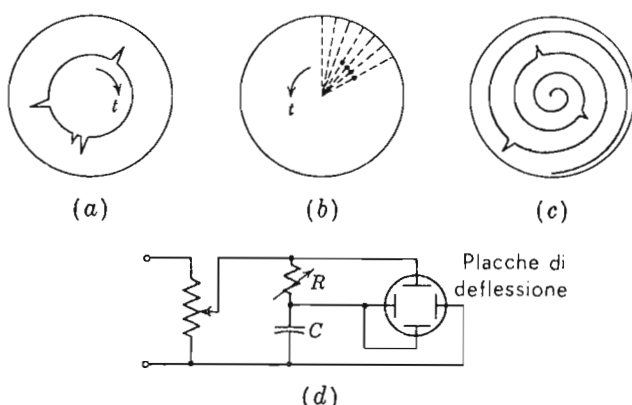 t
t
(a)
(b)
(c)
R
C
Placche di
deflessione
(d)